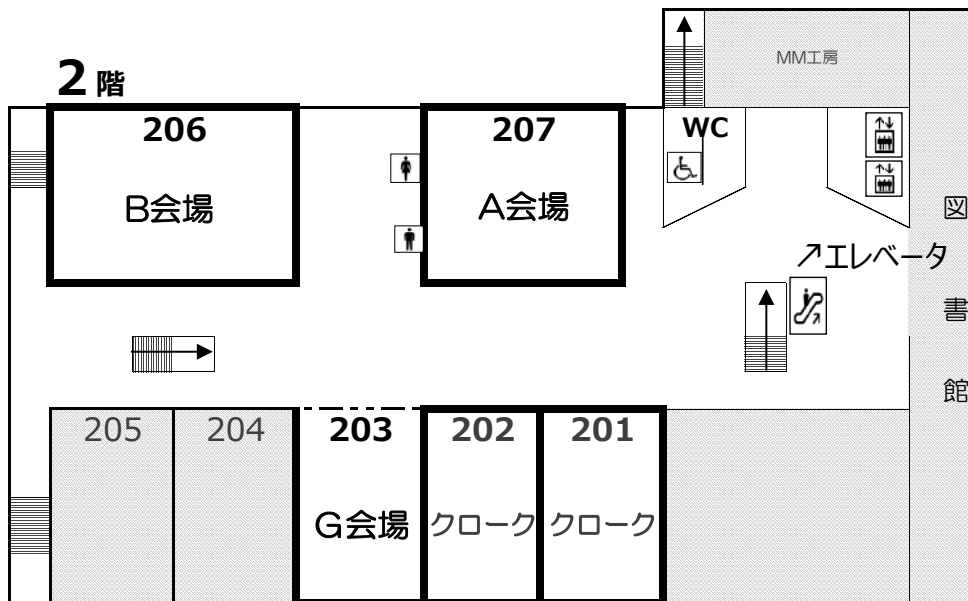 MM工房
2階
206
B会場
207
A会場
WC
図
書
館
↗エレベータ
205
204
203
G会場
202
クローク
201
クローク